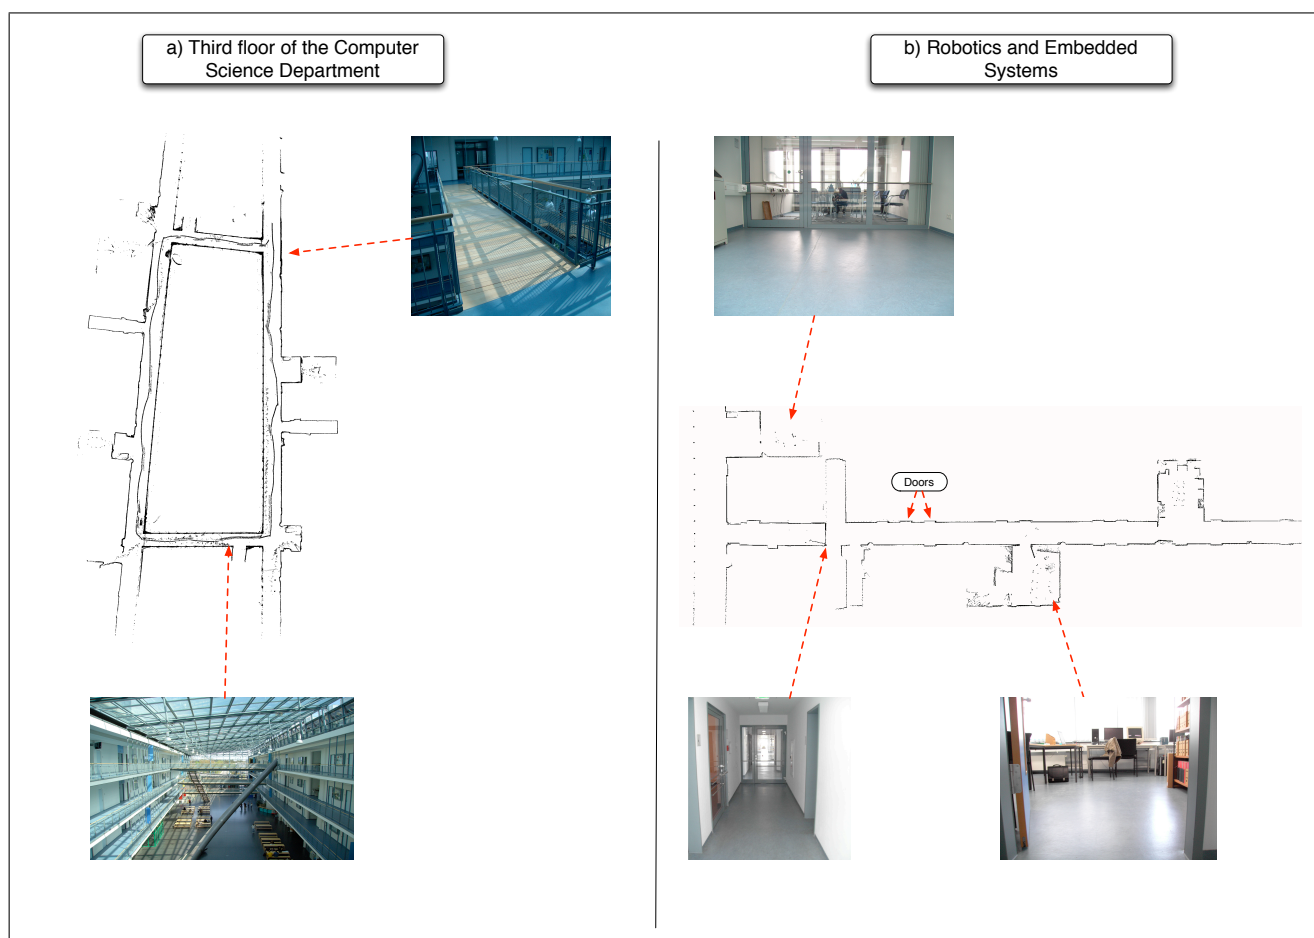 a) Third floor of the Computer
Science Department
b) Robotics and Embedded
Systems
Doors